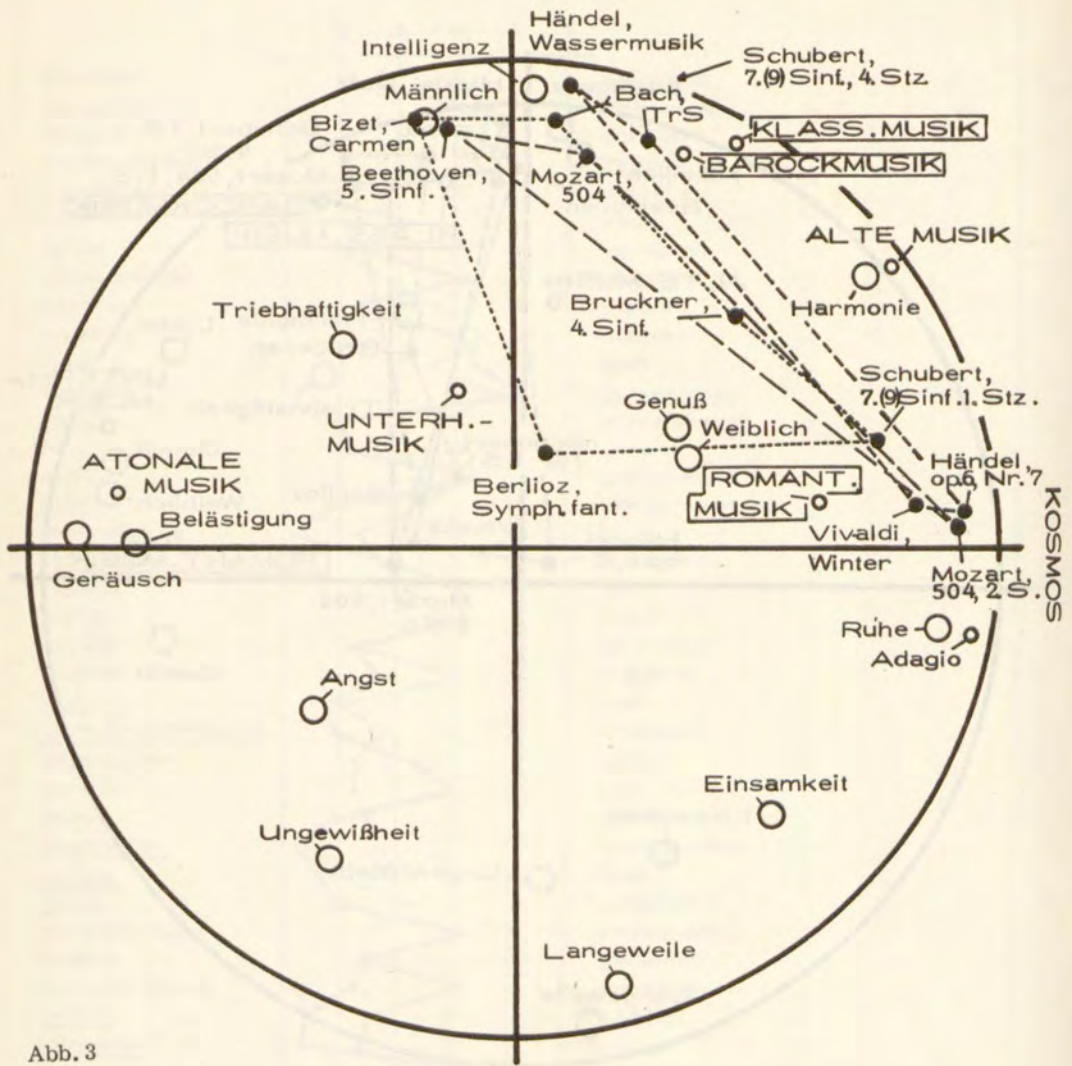 Händel,
Wassermusik
Intelligenz
Schubert,
7.(9) Sinf., 4. Stz.
Männlich
Bach,
TrS
Bizet,
Carmen
KLASS. MUSIK
BAROCKMUSIK
Beethoven,
5. Sinf.
Mozart,
504
ALTE MUSIK
Harmonie
Triebhaftigkeit
Bruckner,
4. Sinf.
Schubert,
7.(9) Sinf. 1. Stz.
UNTERH.-
MUSIK
Genuß
Weiblich
ATONALE
MUSIK
Händel,
op6, Nr. 7
Belästigung
Berlioz,
Symph. fant.
ROMANT.
MUSIK
KOSMOS
Vivaldi,
Winter
Geräusch
Mozart,
504, 2. S.
Ruhe
Adagio
Angst
Einsamkeit
Ungewißheit
Langeweile
Abb. 3